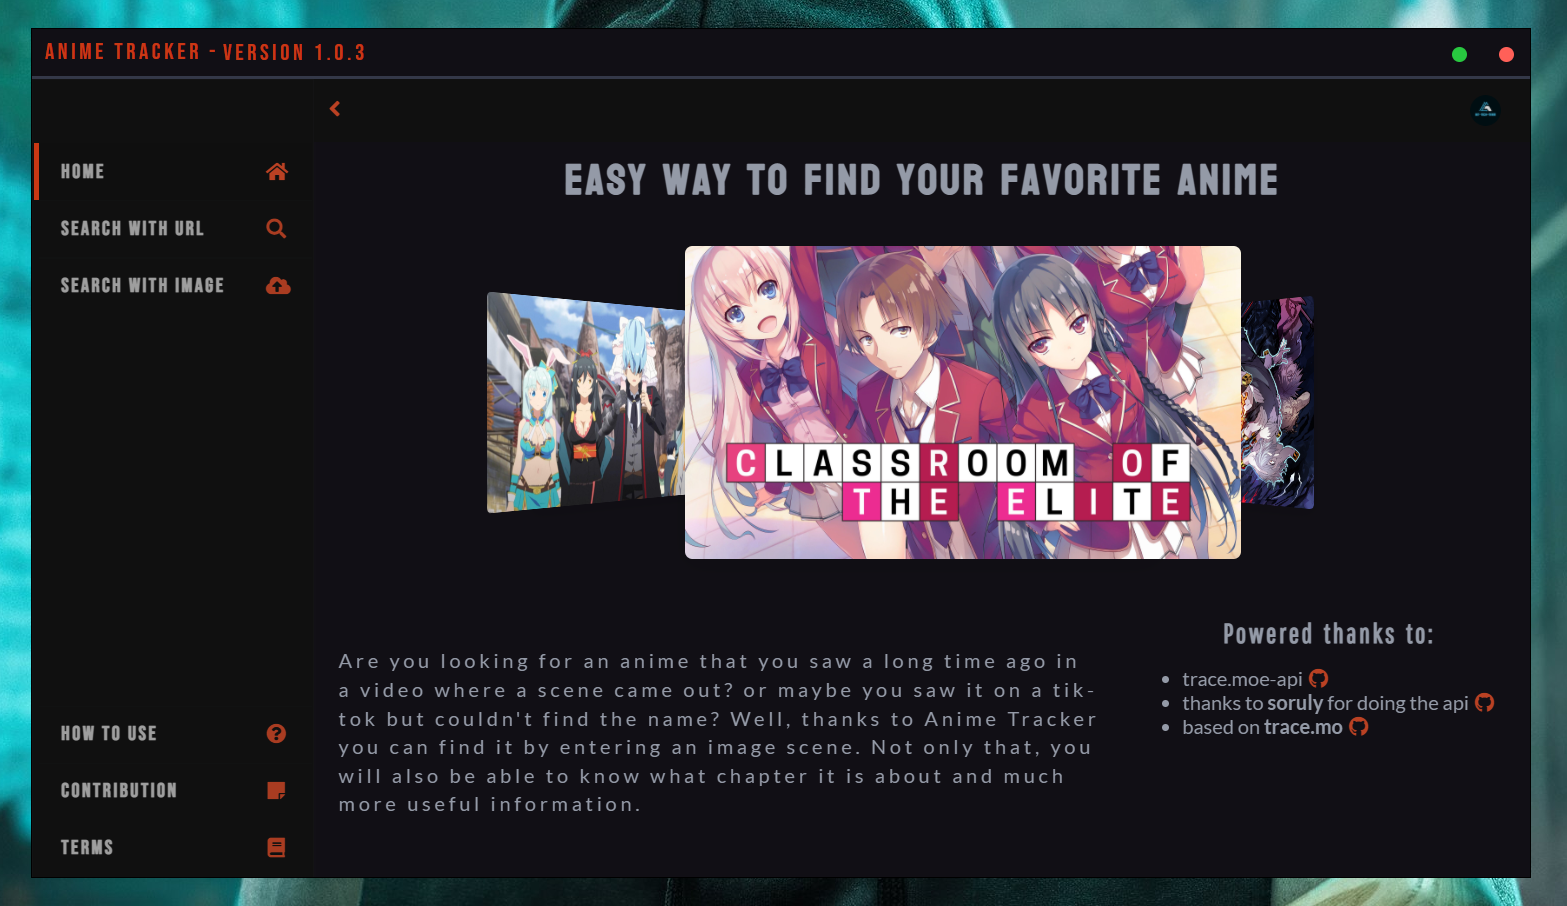 ANIME TRACKER - VERSION 1.0.3
HOME
SEARCH WITH URL
SEARCH WITH IMAGE
HOW TO USE
CONTRIBUTION
TERMS
EASY WAY TO FIND YOUR FAVORITE ANIME
CLASSROOM OF
THE ELITE
Are you looking for an anime that you saw a long time ago in
a video where a scene came out? or maybe you saw it on a tik-
tok but couldn't find the name? Well, thanks to Anime Tracker
you can find it by entering an image scene. Not only that, you
will also be able to know what chapter it is about and much
more useful information.
Powered thanks to:
trace.moe-api
thanks to soruly for doing the api
based on trace.mo